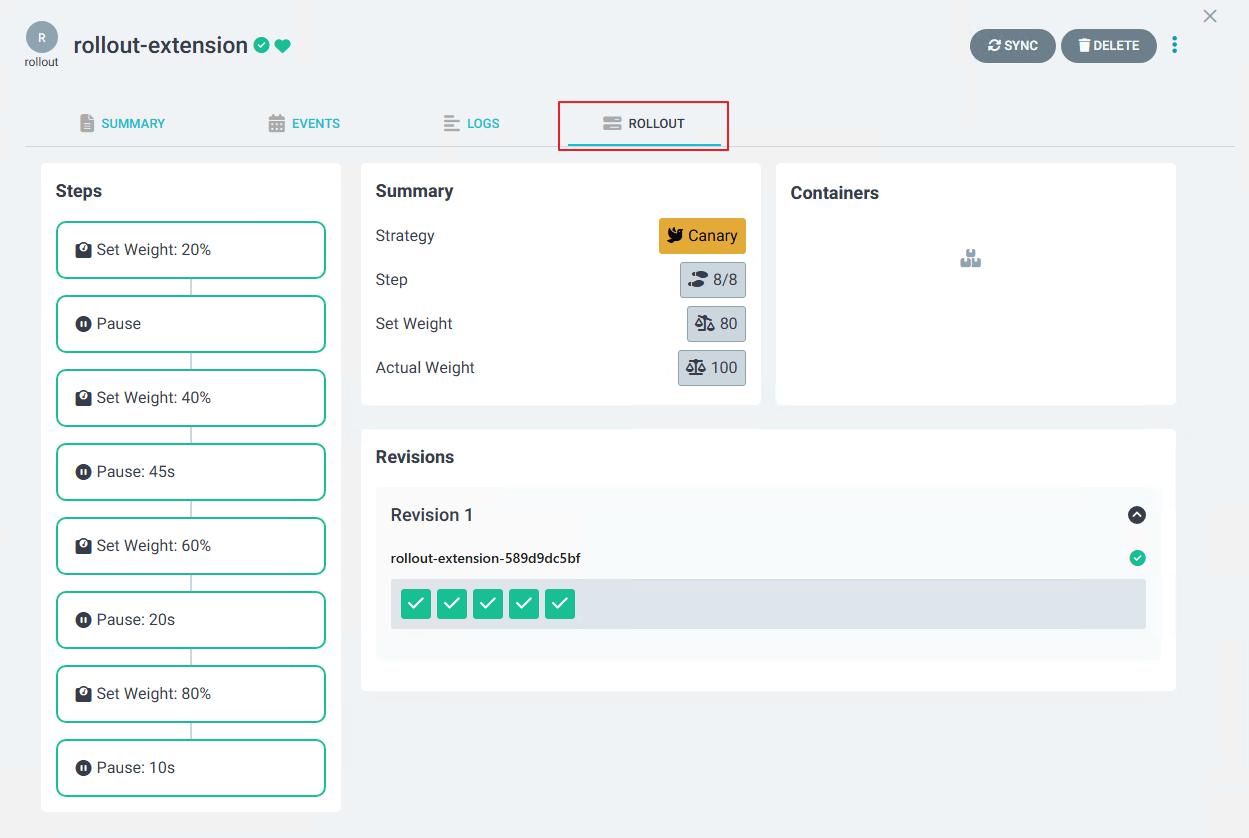 R
rollout
rollout-extension
SYNC
DELETE
SUMMARY
EVENTS
LOGS
ROLLOUT
Steps
Set Weight: 20%
Pause
Set Weight: 40%
Pause: 45s
Set Weight: 60%
Pause: 20s
Set Weight: 80%
Pause: 10s
Summary
Strategy
Canary
Step
8/8
Set Weight
80
Actual Weight
100
Containers
Revisions
Revision 1
rollout-extension-589d9dc5bf